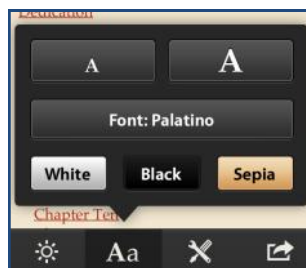 Dedication
A A
Font: Palatino
White Black Sepia
Chapter Ten
Aa